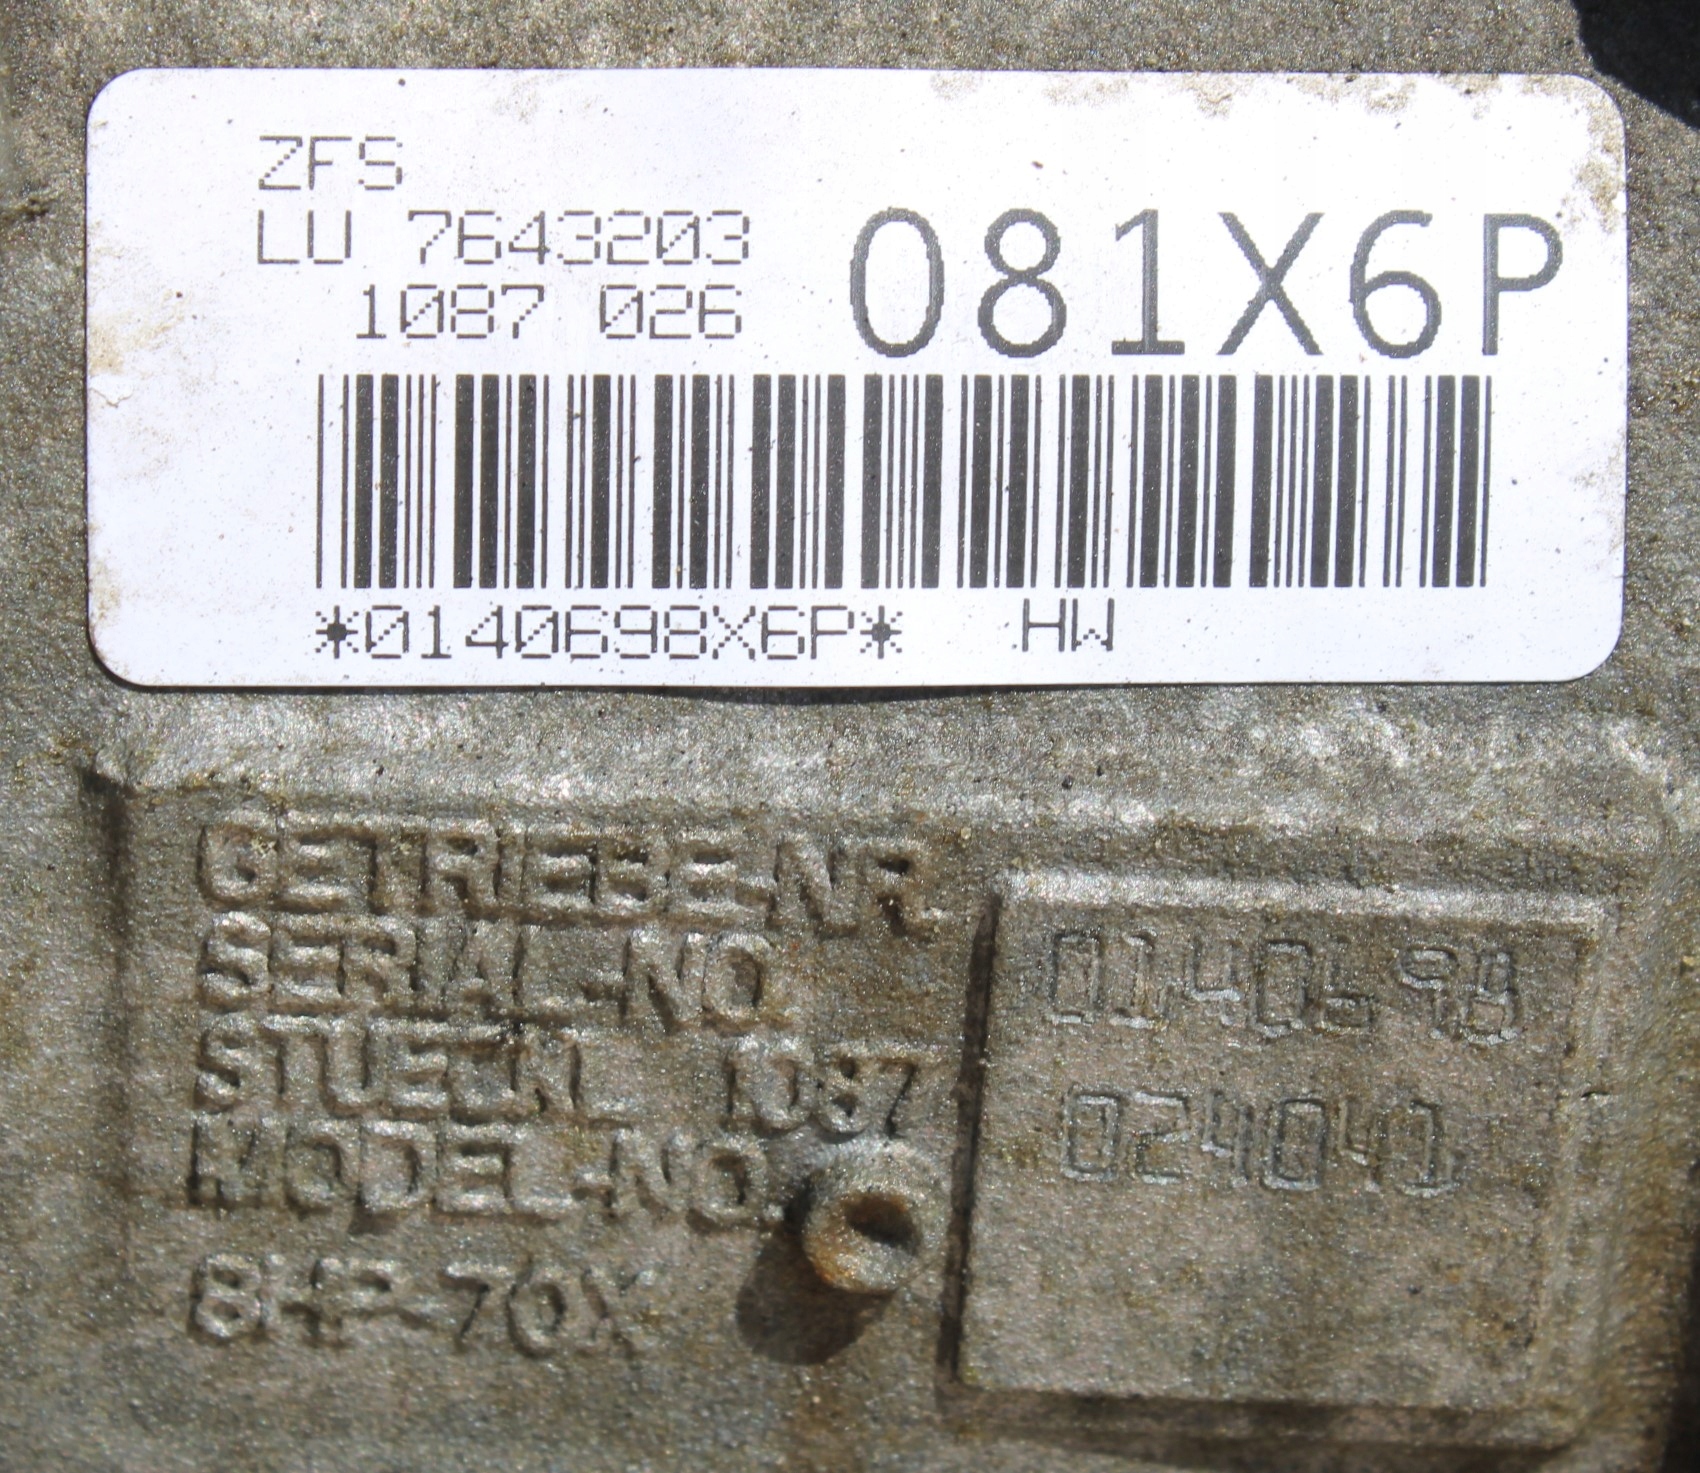 ZFS
LU 7643203
1087 026
081X6P
*0140698X6P* HW
GETRIEBE-NR.
SERIAL-NO.
0140698
STUECKL. 1087
MODEL-NO.
024040
8HP-70X